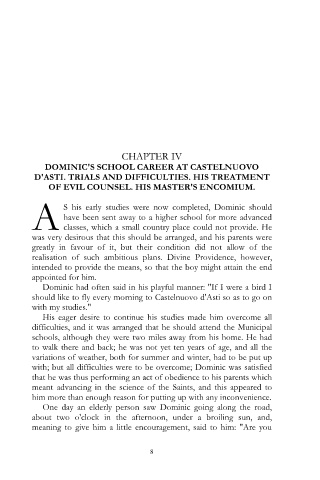 CHAPTER IV
DOMINIC'S SCHOOL CAREER AT CASTELNUOVO
D'ASTI. TRIALS AND DIFFICULTIES. HIS TREATMENT
OF EVIL COUNSEL. HIS MASTER'S ENCOMIUM.
AS his early studies were now completed, Dominic should
have been sent away to a higher school for more advanced
classes, which a small country place could not provide. He
was very desirous that this should be arranged, and his parents were
greatly in favour of it, but their condition did not allow of the
realisation of such ambitious plans. Divine Providence, however,
intended to provide the means, so that the boy might attain the end
appointed for him.
Dominic had often said in his playful manner: "If I were a bird I
should like to fly every morning to Castelnuovo d'Asti so as to go on
with my studies."
His eager desire to continue his studies made him overcome all
difficulties, and it was arranged that he should attend the Municipal
schools, although they were two miles away from his home. He had
to walk there and back; he was not yet ten years of age, and all the
variations of weather, both for summer and winter, had to be put up
with; but all difficulties were to be overcome; Dominic was satisfied
that he was thus performing an act of obedience to his parents which
meant advancing in the science of the Saints, and this appeared to
him more than enough reason for putting up with any inconvenience.
One day an elderly person saw Dominic going along the road,
about two o'clock in the afternoon, under a broiling sun, and,
meaning to give him a little encouragement, said to him: "Are you
8